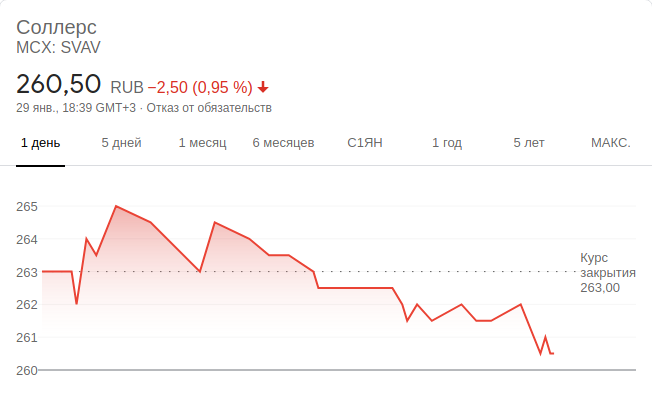 Соллерс
MCX: SVAV
260,50 RUB −2,50 (0,95 %)
29 янв., 18:39 GMT+3 · Отказ от обязательств
1 день 5 дней 1 месяц 6 месяцев С1ЯН 1 год 5 лет МАКС.
265
264
263
262
261
260
Курс
закрытия
263,00